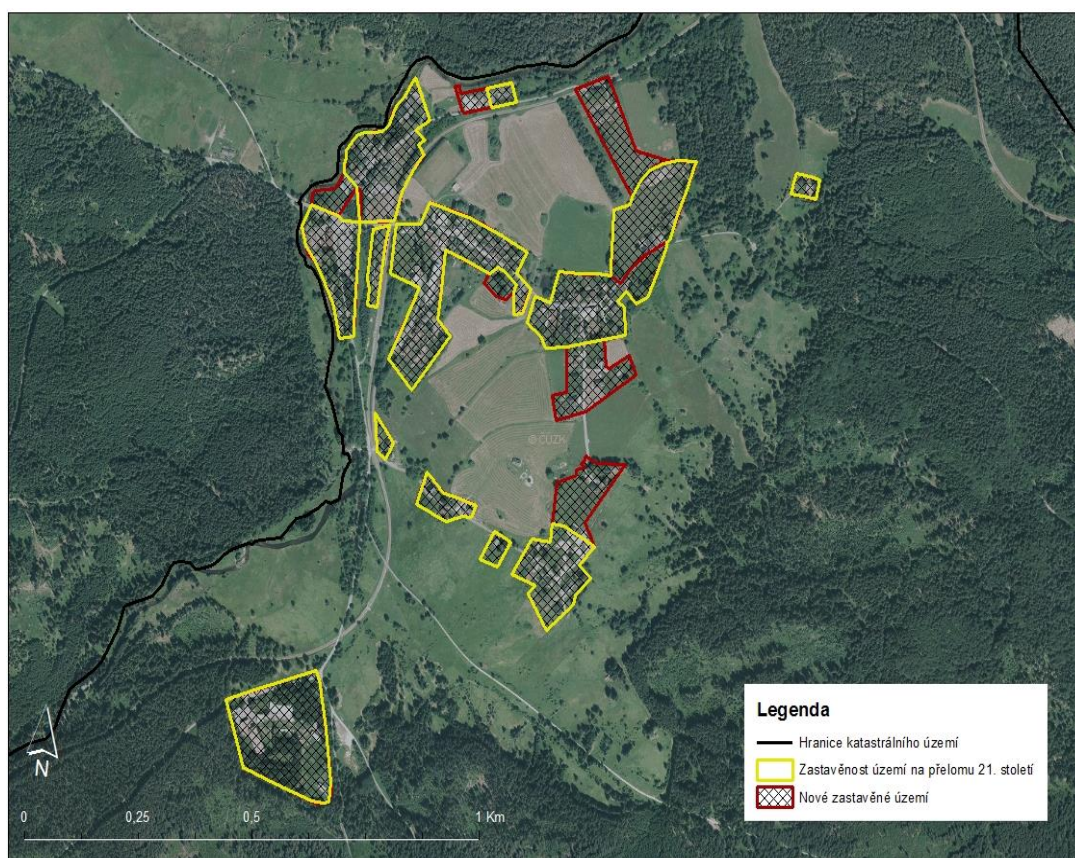 © ČÚZK
Legenda
Hranice katastrálního území
Zastavěnost území na přelomu 21. století
Nové zastavěné území
N
0 0,25 0,5 1 Km